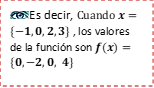 Es decir, Cuando x =
{−1, 0, 2, 3} , los valores
de la función son f(x) =
{0, −2, 0, 4}